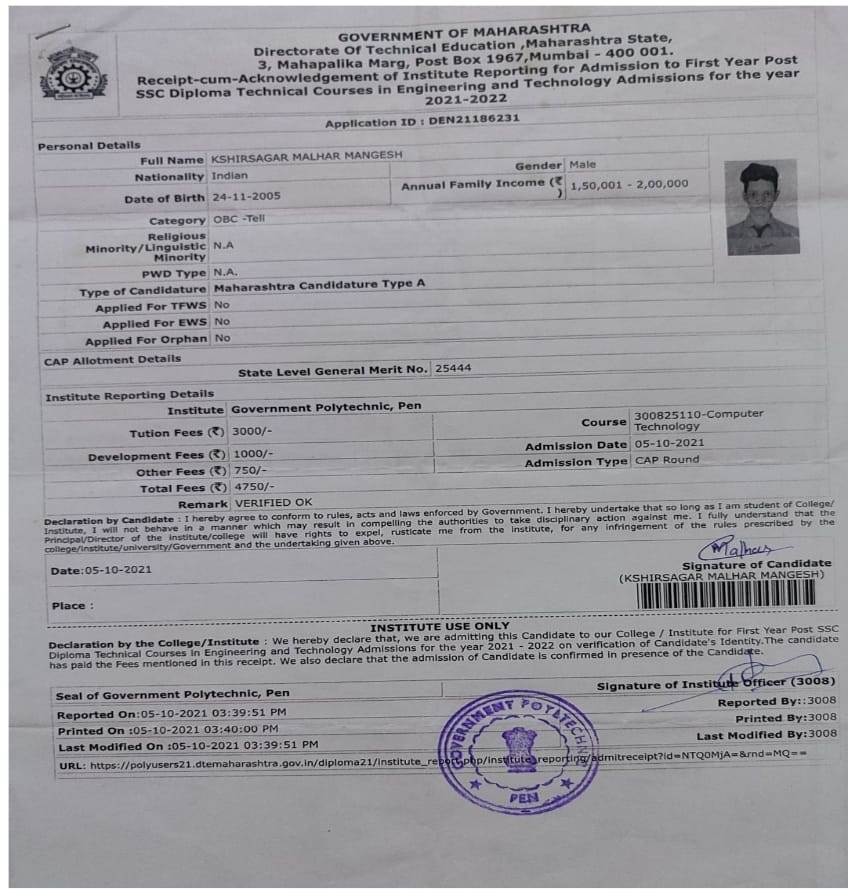 GOVERNMENT OF MAHARASHTRA
Directorate Of Technical Education ,Maharashtra State,
3, Mahapalika Marg, Post Box 1967,Mumbai - 400 001.
Receipt-cum-Acknowledgement of Institute Reporting for Admission to First Year Post
SSC Diploma Technical Courses in Engineering and Technology Admissions for the year
2021-2022
Application ID : DEN21186231
Personal Details
Full Name KSHIRSAGAR MALHAR MANGESH
Nationality Indian Gender Male
Date of Birth 24-11-2005 Annual Family Income (₹ ) 1,50,001 - 2,00,000
Category OBC -Teli
Religious
Minority/Linguistic N.A
Minority
PWD Type N.A.
Type of Candidature Maharashtra Candidature Type A
Applied For TFWS No
Applied For EWS No
Applied For Orphan No
CAP Allotment Details
State Level General Merit No. 25444
Institute Reporting Details
Institute Government Polytechnic, Pen
Tution Fees (₹) 3000/- Course 300825110-Computer
Technology
Development Fees (₹) 1000/- Admission Date 05-10-2021
Other Fees (₹) 750/- Admission Type CAP Round
Total Fees (₹) 4750/-
Remark VERIFIED OK
Declaration by Candidate : I hereby agree to conform to rules, acts and laws enforced by Government. I hereby undertake that so long as I am student of College/
Institute, I will not behave in a manner which may result in compelling the authorities to take disciplinary action against me. I fully understand that the
Principal/Director of the institute/college will have rights to expel, rusticate me from the institute, for any infringement of the rules prescribed by the
college/institute/university/Government and the undertaking given above.
Malhar
Date:05-10-2021 Signature of Candidate
(KSHIRSAGAR MALHAR MANGESH)
Place :
INSTITUTE USE ONLY
Declaration by the College/Institute : We hereby declare that, we are admitting this Candidate to our College / Institute for First Year Post SSC
Diploma Technical Courses in Engineering and Technology Admissions for the year 2021 - 2022 on verification of Candidate's Identity.The candidate
has paid the Fees mentioned in this receipt. We also declare that the admission of Candidate is confirmed in presence of the Candidate.
Seal of Government Polytechnic, Pen Signature of Institute Officer (3008)
Reported On:05-10-2021 03:39:51 PM Reported By::3008
Printed On :05-10-2021 03:40:00 PM Printed By:3008
Last Modified On :05-10-2021 03:39:51 PM Last Modified By:3008
URL: https://polyusers21.dtemaharashtra.gov.in/diploma21/institute_report.php/institute_reporting/admitreceipt?id=NTQ0MjA=&rnd=MQ==
GOVERNMENT POLYTECHNIC
PEN